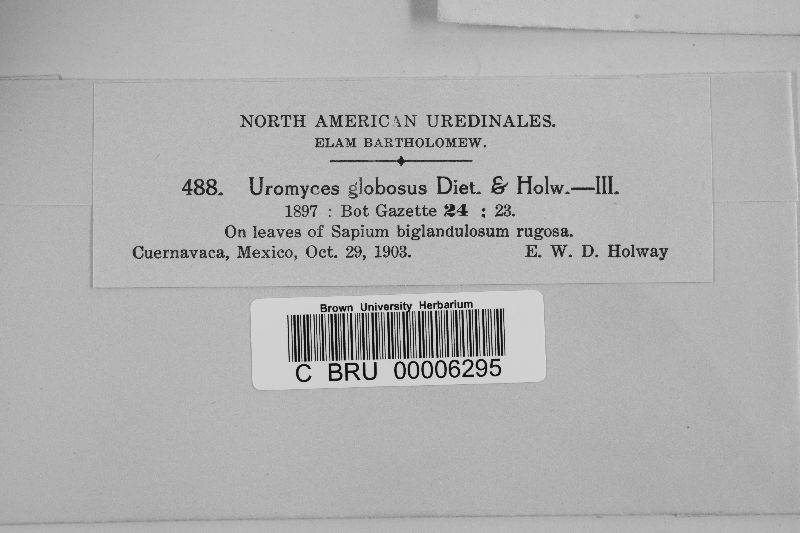 NORTH AMERICAN UREDINALES.
ELAM BARTHOLOMEW.
488. Uromyces globosus Diet. & Holw.—III.
1897 : Bot Gazette 24 : 23.
On leaves of Sapium biglandulosum rugosa.
Cuernavaca, Mexico, Oct. 29, 1903. E. W. D. Holway
Brown University Herbarium
C BRU 00006295